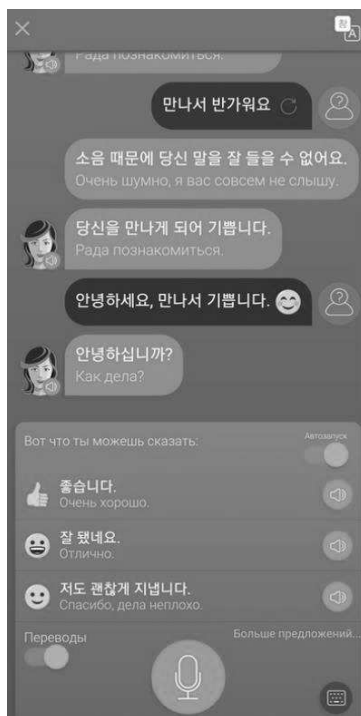 참
A
Рада познакомиться.
만나서 반가워요
소음 때문에 당신 말을 잘 들을 수 없어요.
Очень шумно, я вас совсем не слышу.
당신을 만나게 되어 기쁩니다.
Рада познакомиться.
안녕하세요, 만나서 기쁩니다. 😊
안녕하십니까?
Как дела?
Вот что ты можешь сказать:
Автозапуск
좋습니다.
Очень хорошо.
잘 됐네요.
Отлично.
저도 괜찮게 지냅니다.
Спасибо, дела неплохо.
Переводы
Больше предложений...